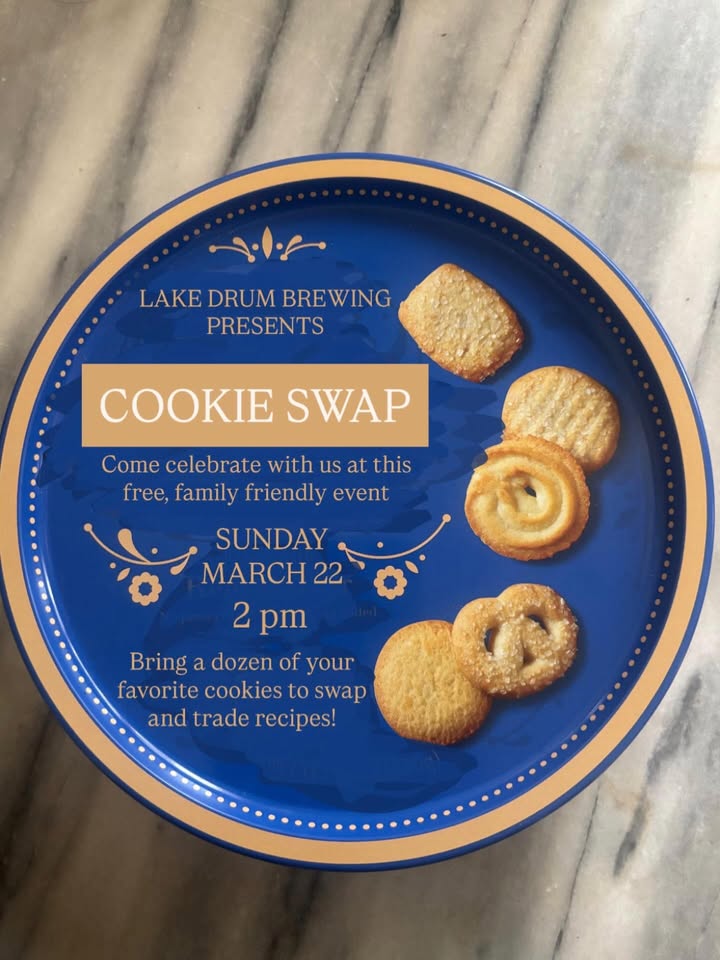 LAKE DRUM BREWING
PRESENTS
COOKIE SWAP
Come celebrate with us at this
free, family friendly event
SUNDAY
MARCH 22
2 pm
Bring a dozen of your
favorite cookies to swap
and trade recipes!